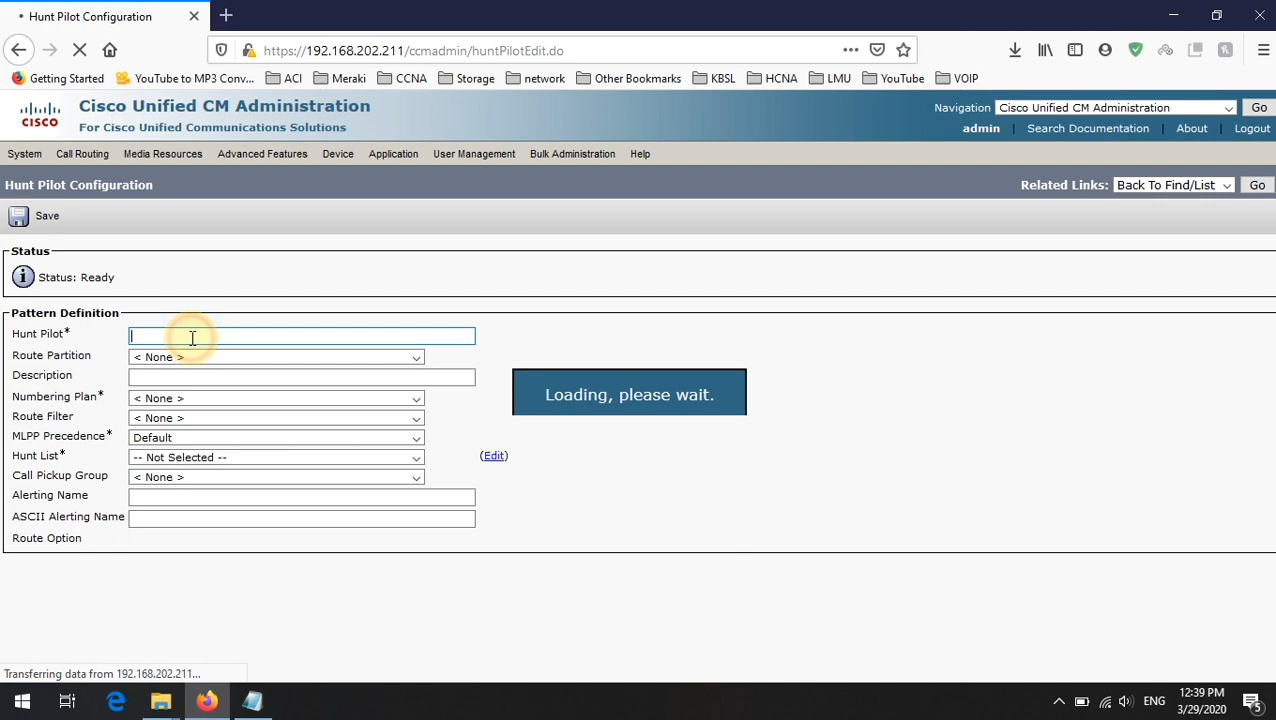 Hunt Pilot Configuration
https://192.168.202.211/ccmadmin/huntPilotEdit.do
Getting Started YouTube to MP3 Conv... ACI Meraki CCNA Storage network Other Bookmarks KBSL HCNA LMU YouTube VOIP
CISCO
Cisco Unified CM Administration
For Cisco Unified Communications Solutions
Navigation Cisco Unified CM Administration Go
admin Search Documentation About Logout
System Call Routing Media Resources Advanced Features Device Application User Management Bulk Administration Help
Hunt Pilot Configuration
Related Links: Back To Find/List Go
Save
Status
Status: Ready
Pattern Definition
Hunt Pilot*
Route Partition < None >
Description
Numbering Plan* < None >
Route Filter < None >
MLPP Precedence* Default
Hunt List* -- Not Selected -- (Edit)
Call Pickup Group < None >
Alerting Name
ASCII Alerting Name
Route Option
Loading, please wait.
Transferring data from 192.168.202.211...
ENG
12:39 PM
3/29/2020
5